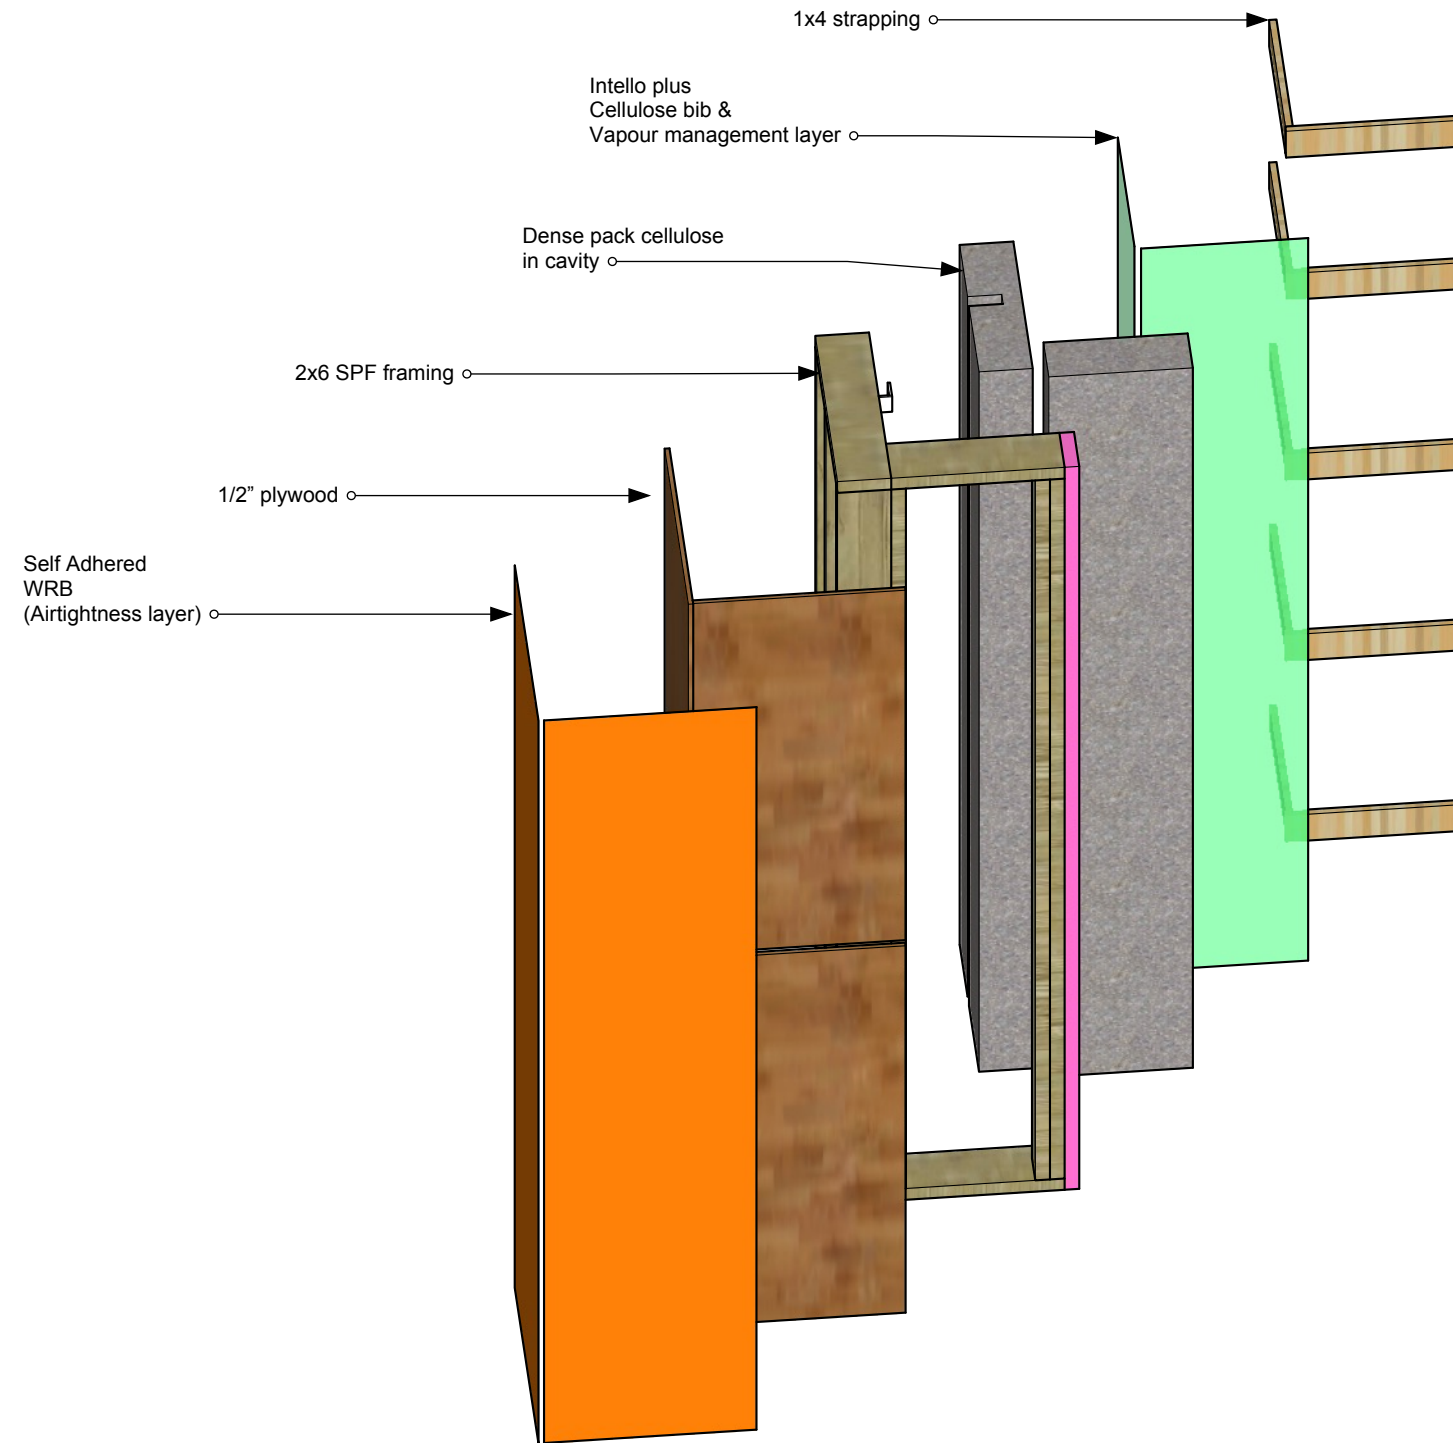 1x4 strapping
Intello plus
Cellulose bib &
Vapour management layer
Dense pack cellulose
in cavity
2x6 SPF framing
1/2” plywood
Self Adhered
WRB
(Airtightness layer)